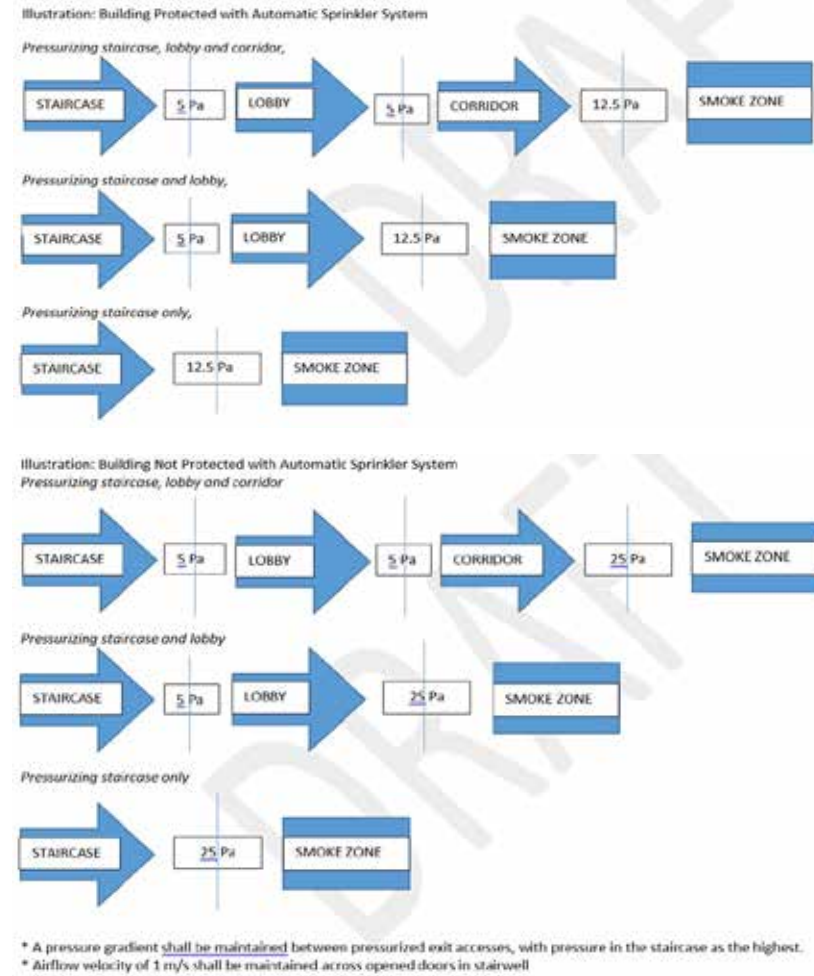 Illustration: Building Protected with Automatic Sprinkler System
Pressurizing staircase, lobby and corridor,
STAIRCASE 5 Pa LOBBY 5 Pa CORRIDOR 12.5 Pa SMOKE ZONE
Pressurizing staircase and lobby,
STAIRCASE 5 Pa LOBBY 12.5 Pa SMOKE ZONE
Pressurizing staircase only,
STAIRCASE 12.5 Pa SMOKE ZONE
DRAFT
Illustration: Building Not Protected with Automatic Sprinkler System
Pressurizing staircase, lobby and corridor
STAIRCASE 5 Pa LOBBY 5 Pa CORRIDOR 25 Pa SMOKE ZONE
Pressurizing staircase and lobby
STAIRCASE 5 Pa LOBBY 25 Pa SMOKE ZONE
Pressurizing staircase only
STAIRCASE 25 Pa SMOKE ZONE
DRAFT
* A pressure gradient shall be maintained between pressurized exit accesses, with pressure in the staircase as the highest.
* Airflow velocity of 1 m/s shall be maintained across opened doors in stairwell